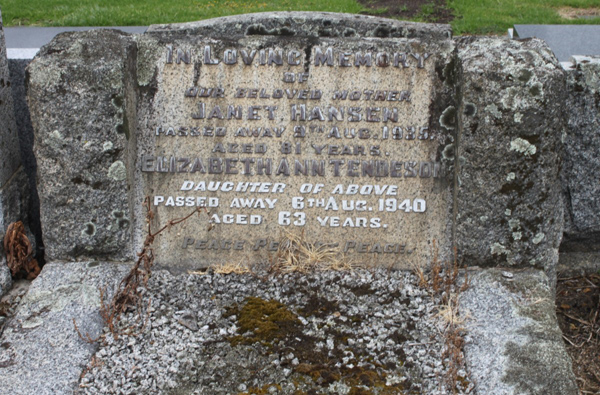 IN LOVING MEMORY
OF
OUR BELOVED MOTHER
JANET HANSEN
PASSED AWAY 9TH AUG. 1935.
AGED 81 YEARS.
ELIZABETH ANN TENDESON
DAUGHTER OF ABOVE
PASSED AWAY 6TH AUG. 1940
AGED 63 YEARS.
PEACE PERFECT PEACE.